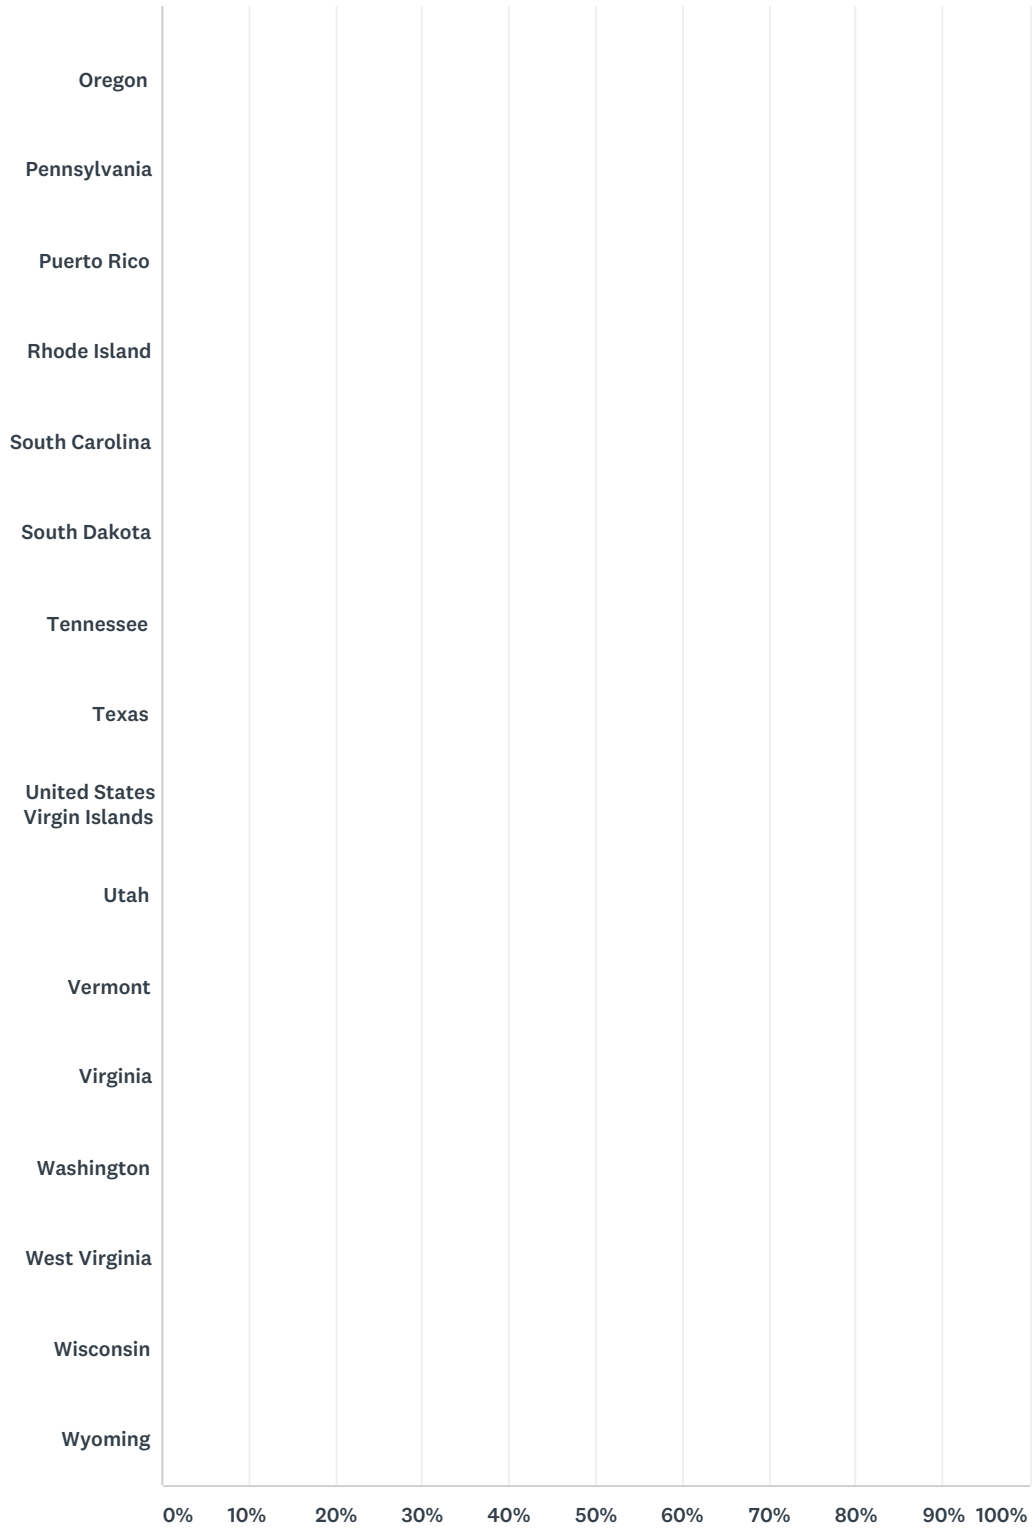 Oregon
Pennsylvania
Puerto Rico
Rhode Island
South Carolina
South Dakota
Tennessee
Texas
United States
Virgin Islands
Utah
Vermont
Virginia
Washington
West Virginia
Wisconsin
Wyoming
0% 10% 20% 30% 40% 50% 60% 70% 80% 90% 100%